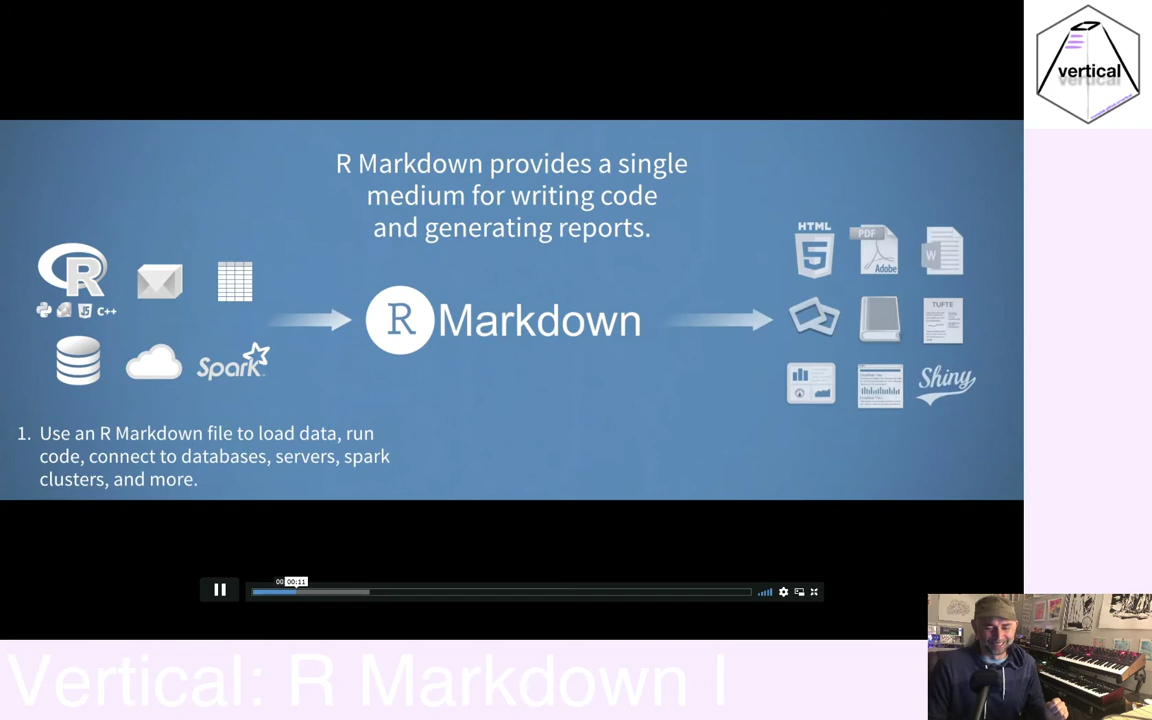 vertical
R Markdown provides a single
medium for writing code
and generating reports.
HTML
5
PDF
Adobe
W
R
JS C++
R Markdown
TUFTE
Spark
Shiny
1. Use an R Markdown file to load data, run
code, connect to databases, servers, spark
clusters, and more.
00:11
Vertical: R Markdown I